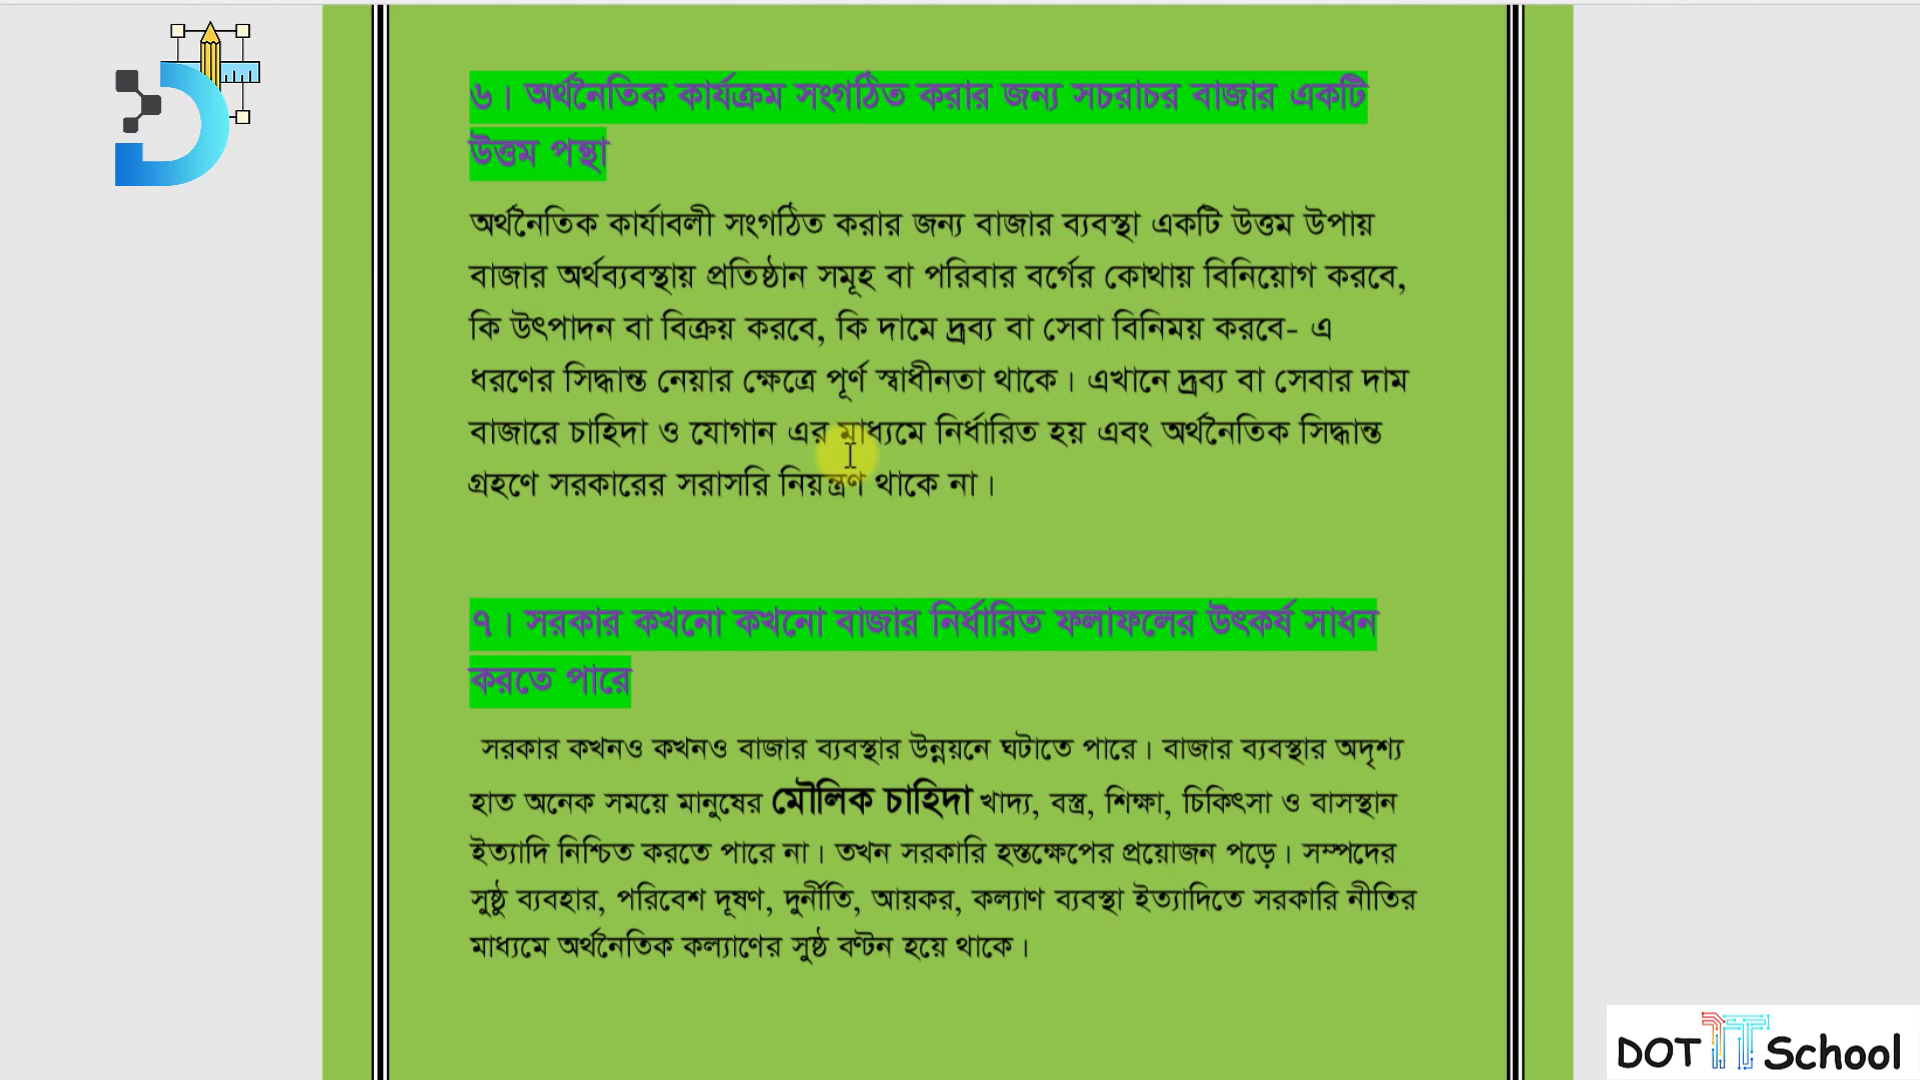 ৬। অর্থনৈতিক কার্যক্রম সংগঠিত করার জন্য সচরাচর বাজার একটি
উত্তম পন্থা
অর্থনৈতিক কার্যাবলী সংগঠিত করার জন্য বাজার ব্যবস্থা একটি উত্তম উপায়
বাজার অর্থব্যবস্থায় প্রতিষ্ঠান সমূহ বা পরিবার বর্গের কোথায় বিনিয়োগ করবে,
কি উৎপাদন বা বিক্রয় করবে, কি দামে দ্রব্য বা সেবা বিনিময় করবে- এ
ধরণের সিদ্ধান্ত নেয়ার ক্ষেত্রে পূর্ণ স্বাধীনতা থাকে। এখানে দ্রব্য বা সেবার দাম
বাজারে চাহিদা ও যোগান এর মাধ্যমে নির্ধারিত হয় এবং অর্থনৈতিক সিদ্ধান্ত
গ্রহণে সরকারের সরাসরি নিয়ন্ত্রণ থাকে না।
৭। সরকার কখনো কখনো বাজার নির্ধারিত ফলাফলের উৎকর্ষ সাধন
করতে পারে
সরকার কখনও কখনও বাজার ব্যবস্থার উন্নয়নে ঘটাতে পারে। বাজার ব্যবস্থার অদৃশ্য
হাত অনেক সময়ে মানুষের মৌলিক চাহিদা খাদ্য, বস্ত্র, শিক্ষা, চিকিৎসা ও বাসস্থান
ইত্যাদি নিশ্চিত করতে পারে না। তখন সরকারি হস্তক্ষেপের প্রয়োজন পড়ে। সম্পদের
সুষ্ঠু ব্যবহার, পরিবেশ দূষণ, দুর্নীতি, আয়কর, কল্যাণ ব্যবস্থা ইত্যাদিতে সরকারি নীতির
মাধ্যমে অর্থনৈতিক কল্যাণের সুষ্ঠ বণ্টন হয়ে থাকে।
DOT IT School